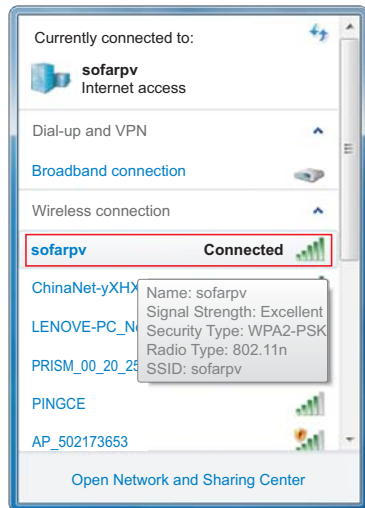 Currently connected to:
sofarpv
Internet access
Dial-up and VPN
Broadband connection
Wireless connection
sofarpv Connected
ChinaNet-yXHX
Name: sofarpv
Signal Strength: Excellent
LENOVE-PC_N
Security Type: WPA2-PSK
Radio Type: 802.11n
PRISM_00_20_25
SSID: sofarpv
PINGCE
AP_502173653
Open Network and Sharing Center